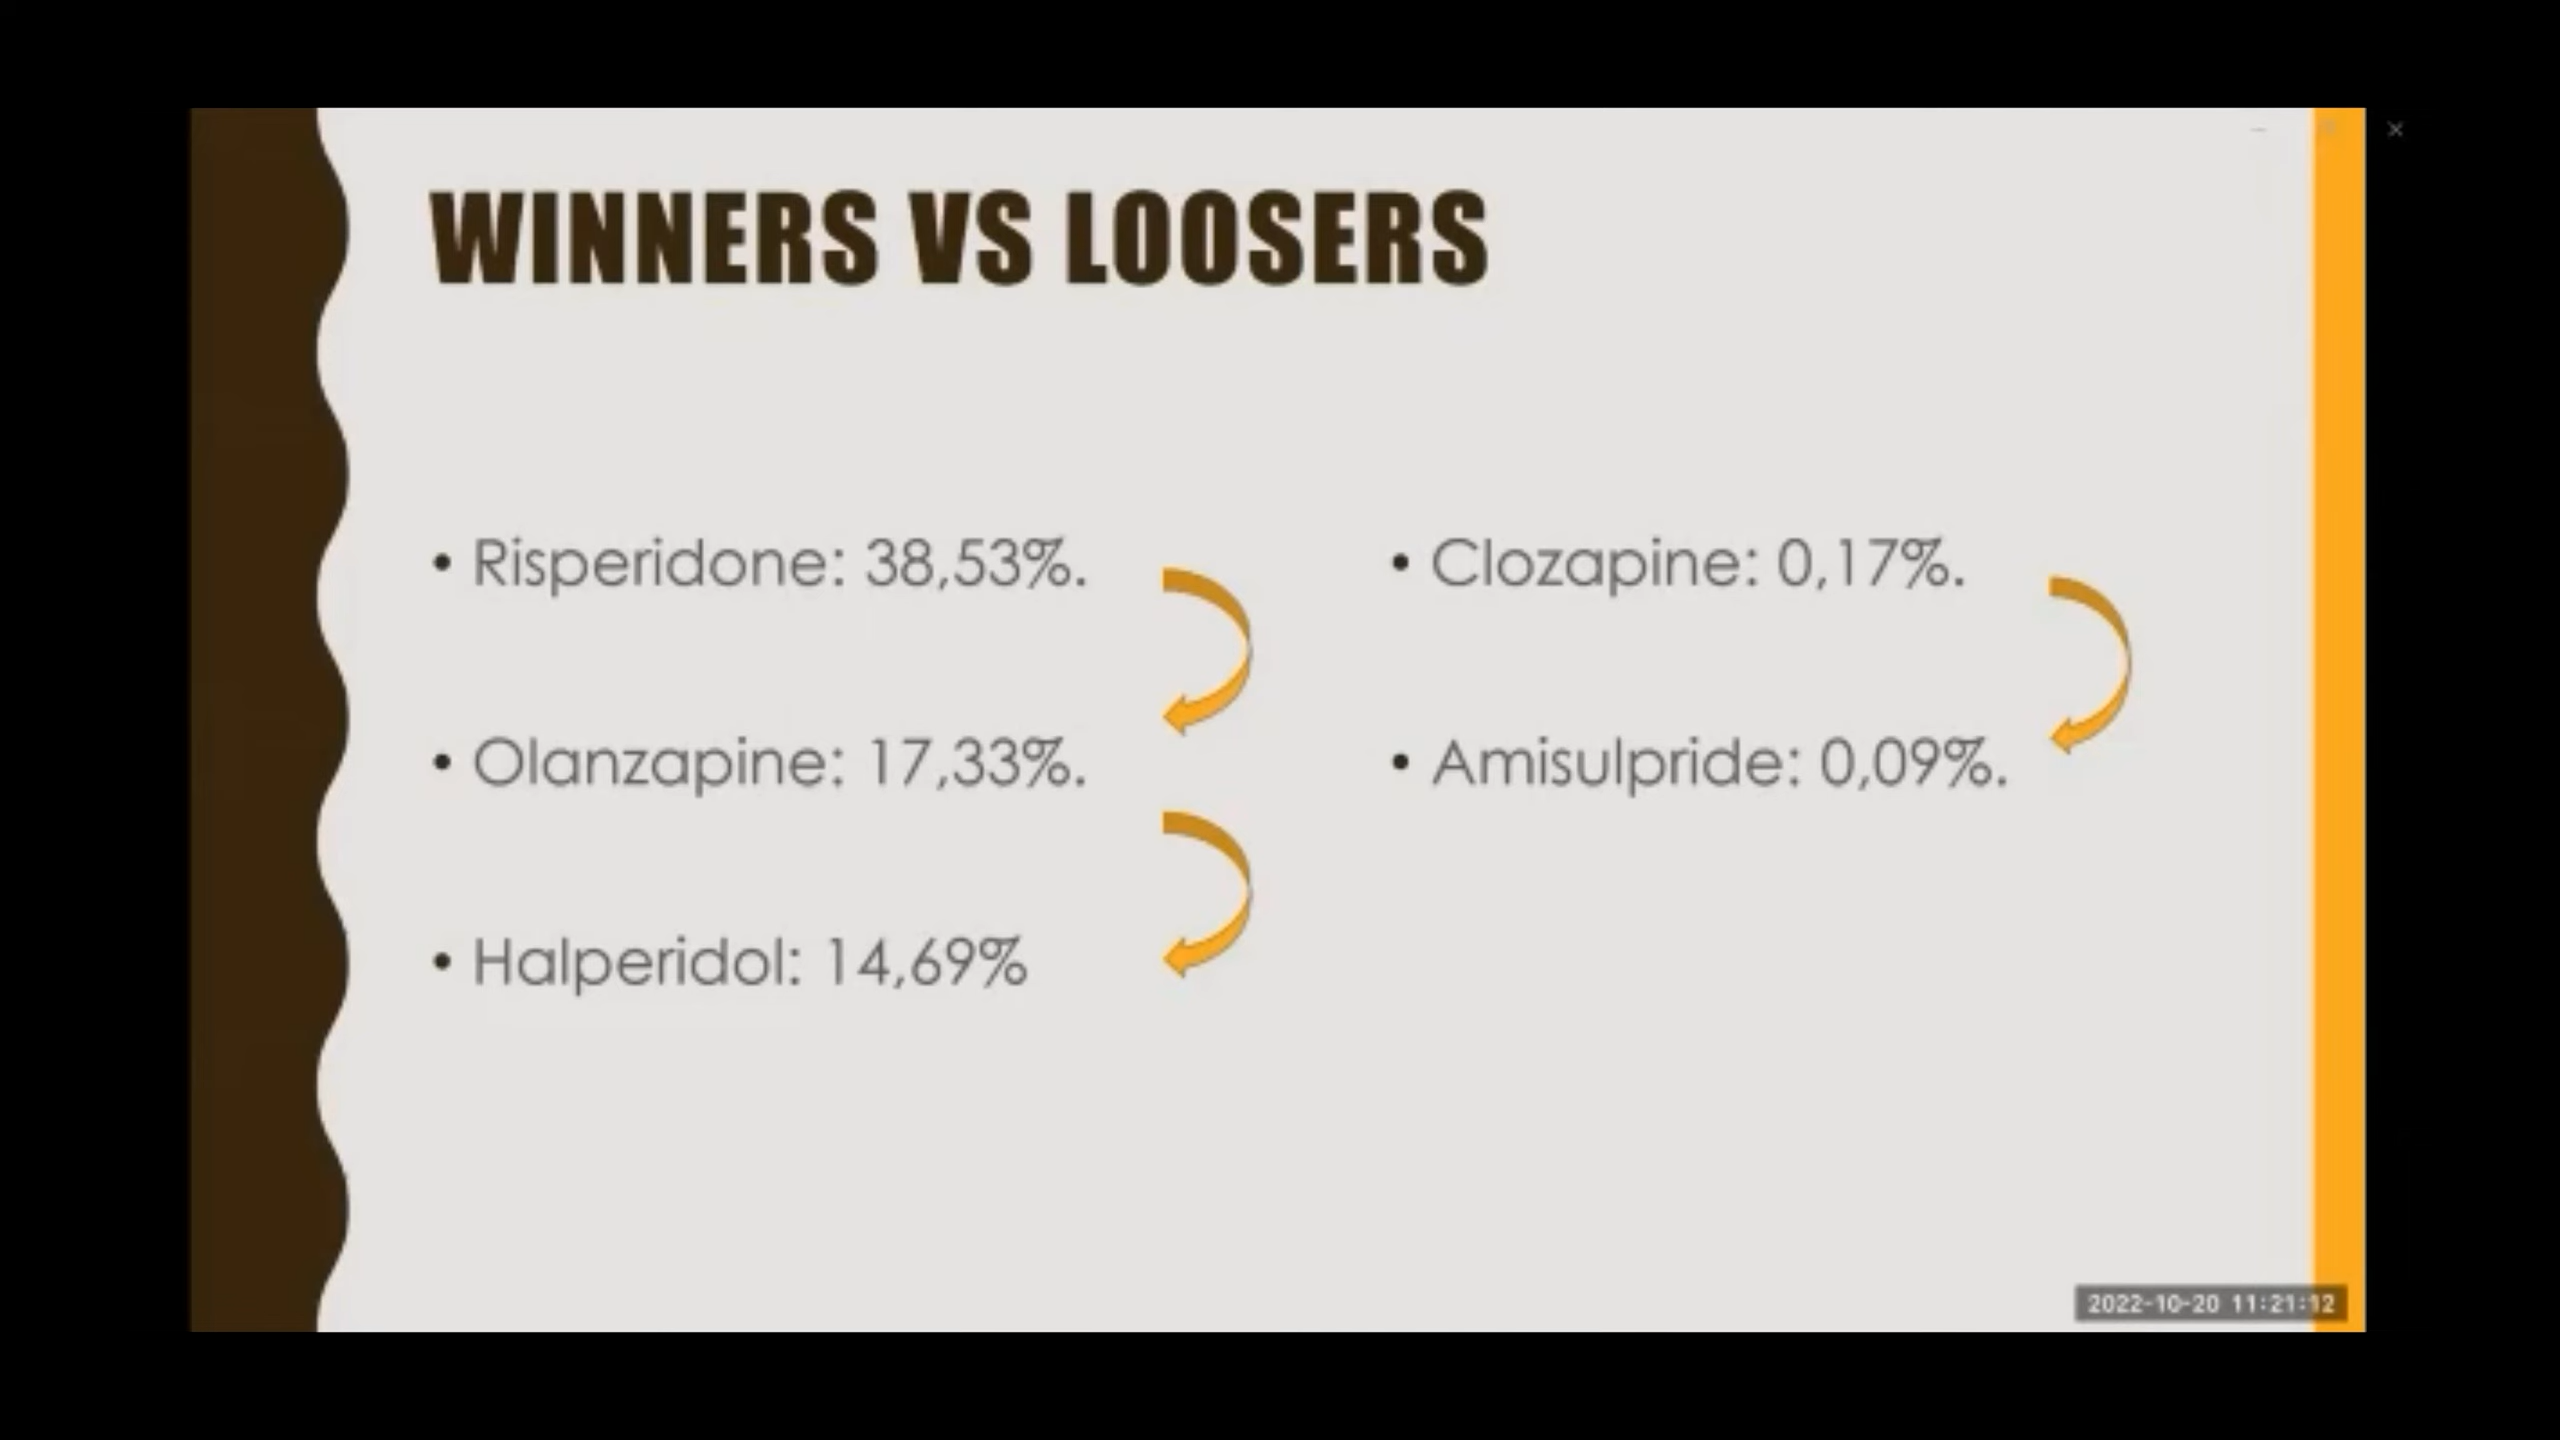 WINNERS VS LOOSERS
• Risperidone: 38,53%.
• Olanzapine: 17,33%.
• Halperidol: 14,69%
• Clozapine: 0,17%.
• Amisulpride: 0,09%.
2022-10-20 11:21:12